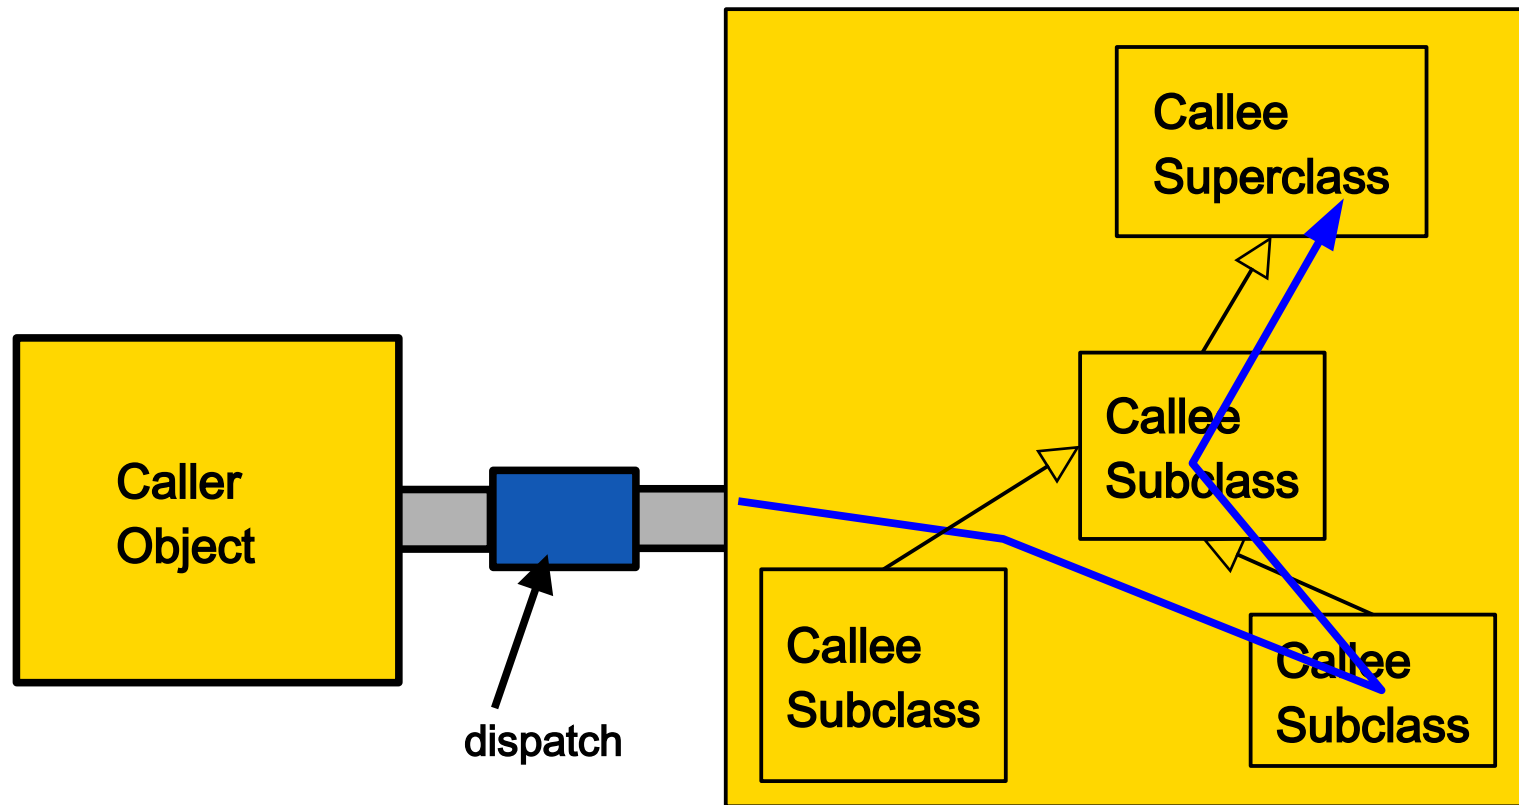 Callee
Superclass
Callee
Subclass
Caller
Object
Callee
Subclass
Callee
Subclass
dispatch